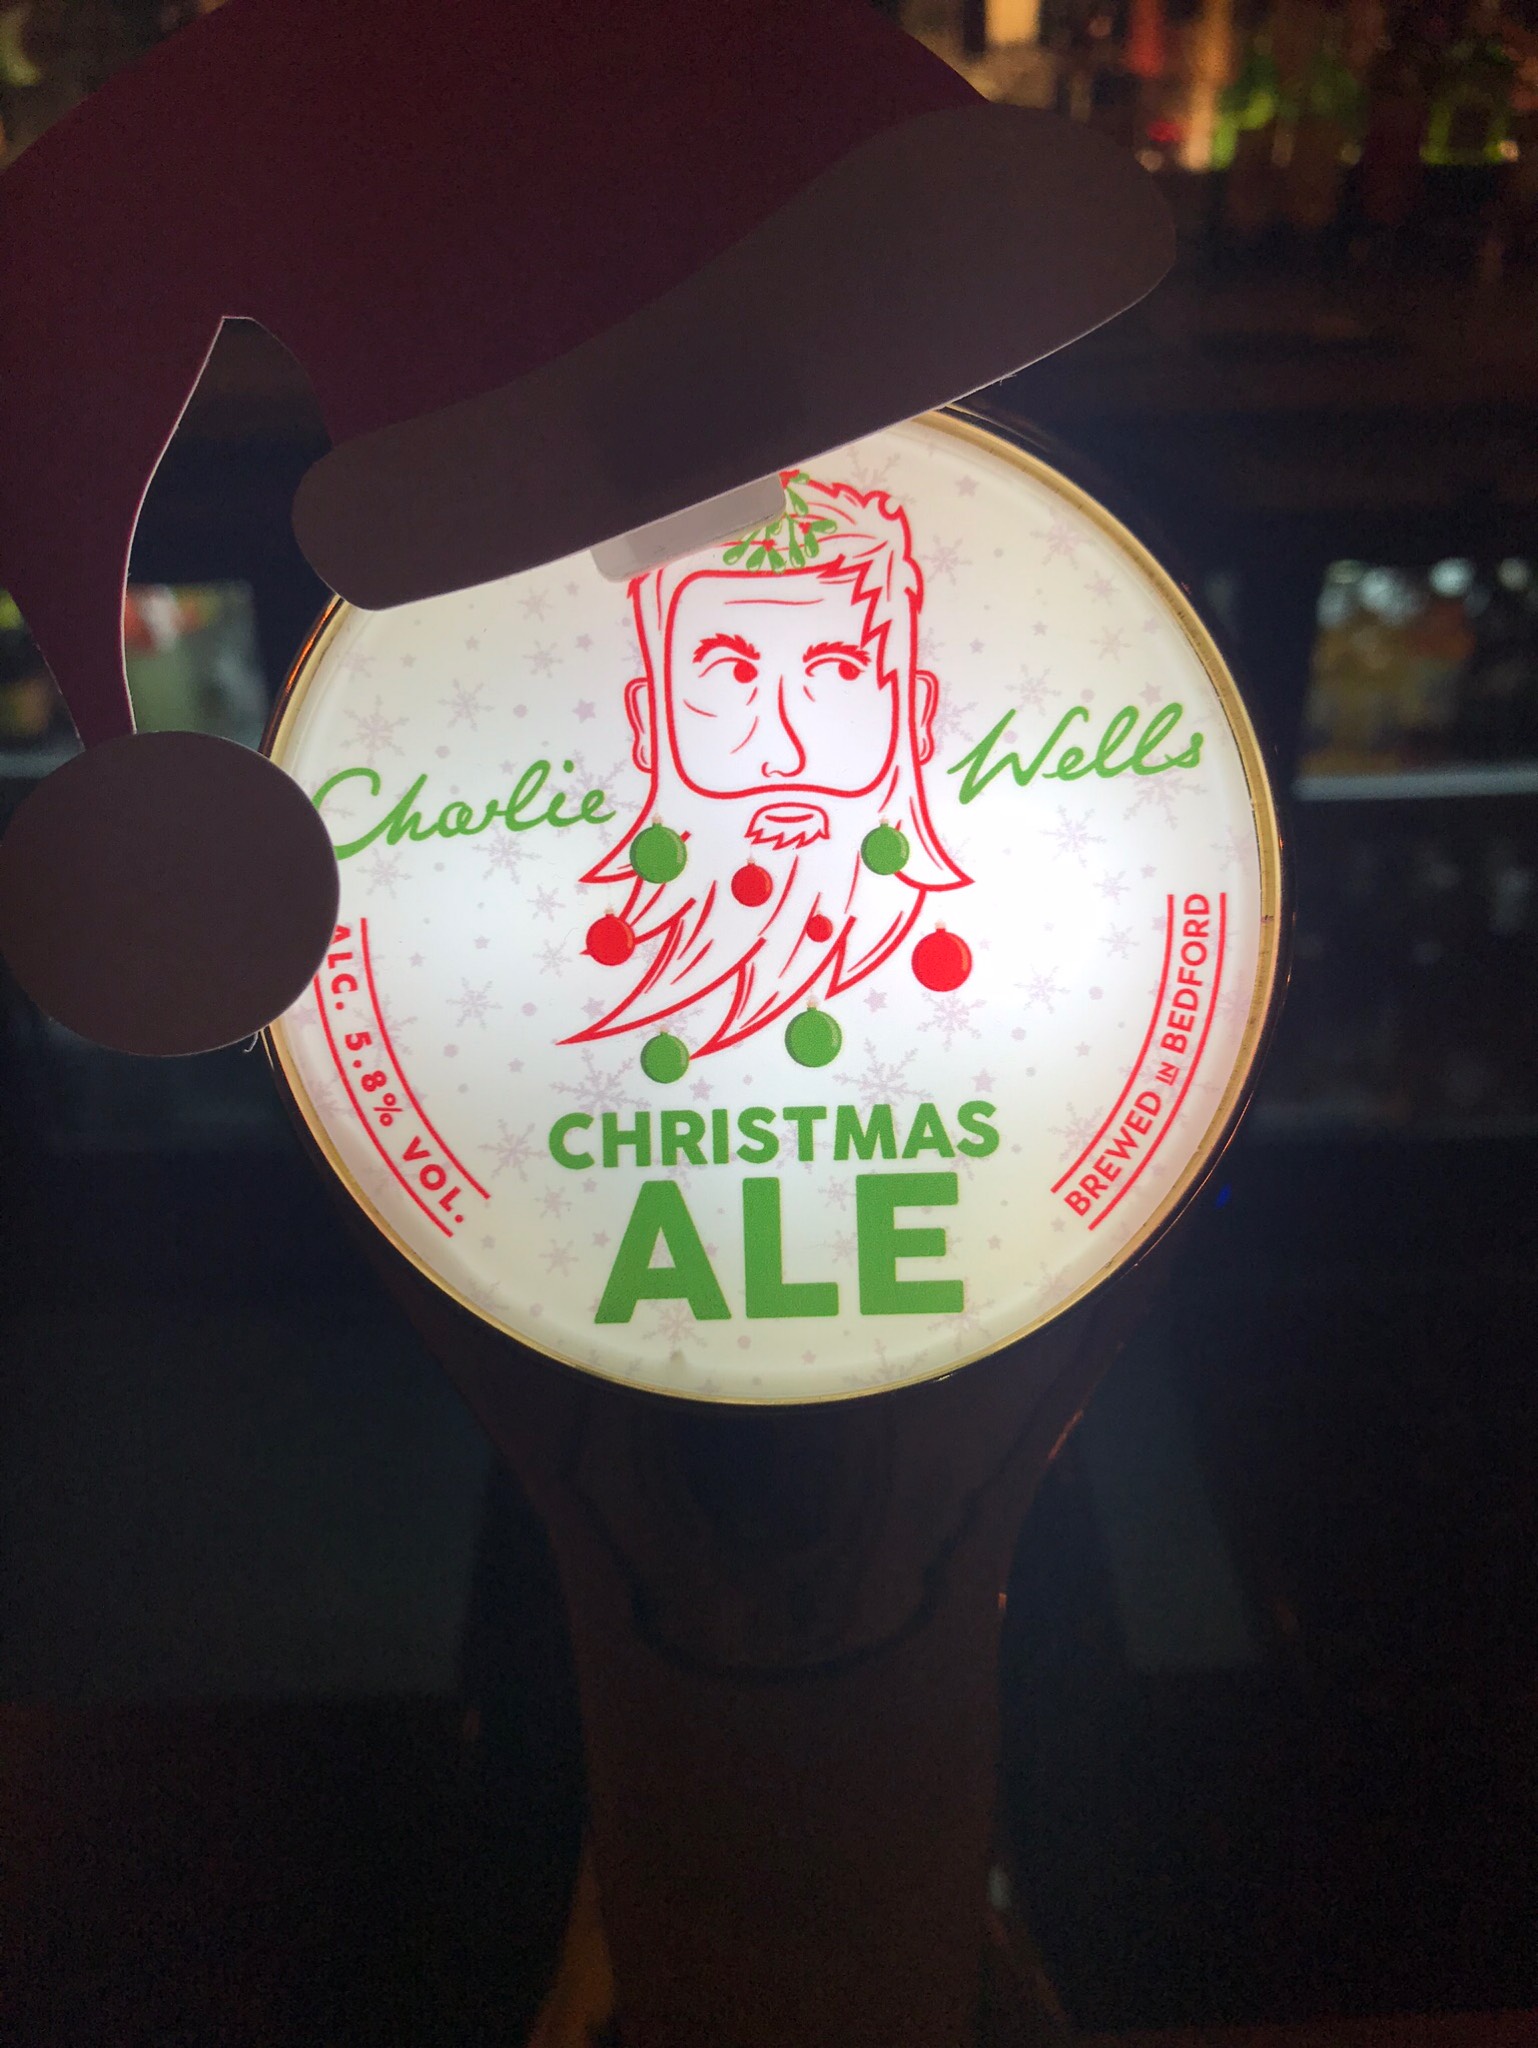 Charlie Wells
ALC. 5.8% VOL.
BREWED IN BEDFORD
CHRISTMAS
ALE